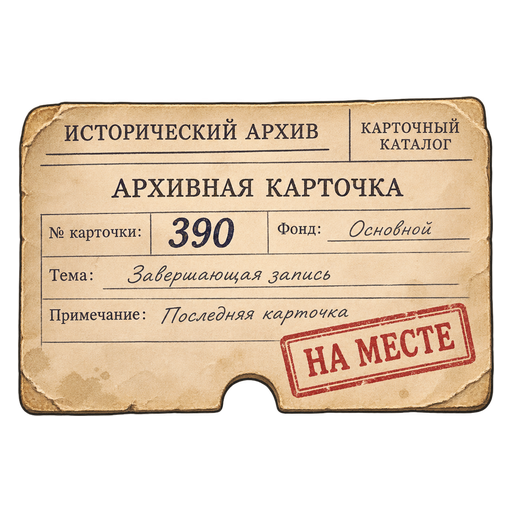 ИСТОРИЧЕСКИЙ АРХИВ
КАРТОЧНЫЙ
КАТАЛОГ
АРХИВНАЯ КАРТОЧКА
№ карточки: 390 Фонд: Основной
Тема: Завершающая запись
Примечание: Последняя карточка
НА МЕСТЕ